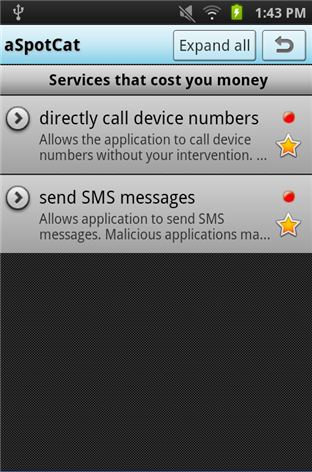 1:43 PM
aSpotCat
Expand all
Services that cost you money
directly call device numbers
Allows the application to call device
numbers without your intervention. ...
send SMS messages
Allows application to send SMS
messages. Malicious applications ma...